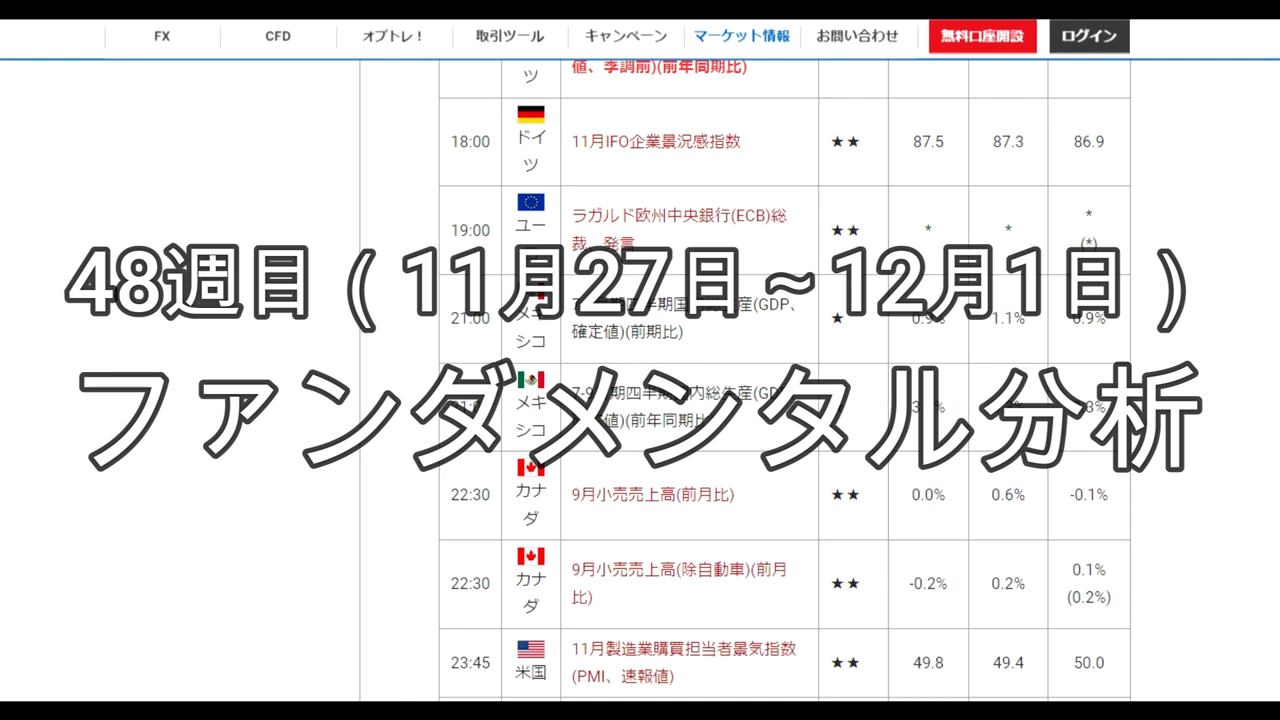 FX CFD オプトレ！ 取引ツール キャンペーン マーケット情報 お問い合わせ 無料口座開設 ログイン
ツ
値、季調前)(前年同期比)
18:00 ドイツ 11月IFO企業景況感指数 ★★ 87.5 87.3 86.9
19:00 ユー ラガルド欧州中央銀行(ECB)総 ★★ * * *
裁、発言 (*)
48週目（11月27日～12月1日）
21:00 メキシコ (GDP、 ★ 1.1%
確定値)(前期比)
ファンダメンタル分析
メキシコ
22:30 カナダ 9月小売売上高(前月比) ★★ 0.0% 0.6% -0.1%
22:30 カナダ 9月小売売上高(除自動車)(前月 ★★ -0.2% 0.2% 0.1%
比) (0.2%)
23:45 米国 11月製造業購買担当者景気指数 ★★ 49.8 49.4 50.0
(PMI、速報値)